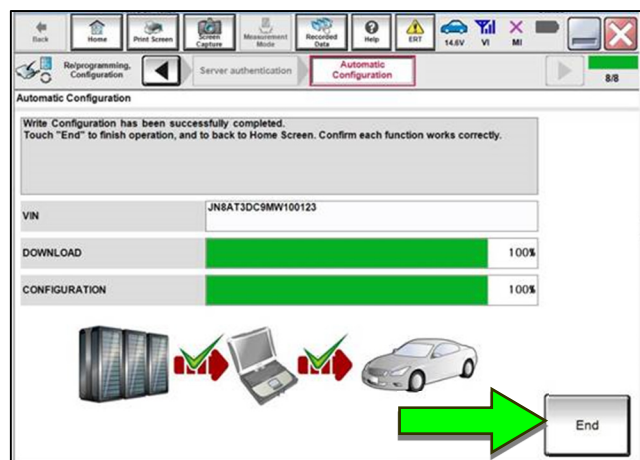 Back
Home
Print Screen
Screen
Capture
Measurement
Mode
Recorded
Data
Help
ERT
14.6V
VI
MI
Re/programming,
Configuration
Server authentication
Automatic
Configuration
8/8
Automatic Configuration
Write Configuration has been successfully completed.
Touch "End" to finish operation, and to back to Home Screen. Confirm each function works correctly.
VIN
JN8AT3DC9MW100123
DOWNLOAD
100%
CONFIGURATION
100%
End